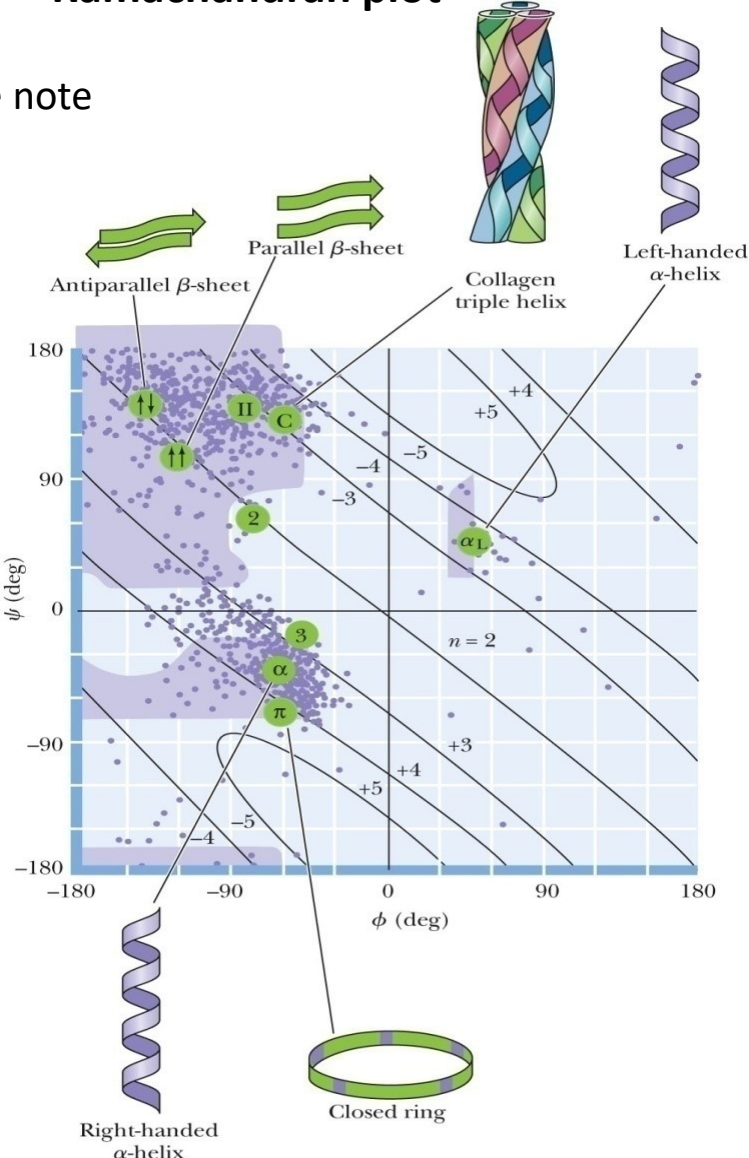 Ramachandran plot
note
Antiparallel β-sheet
Parallel β-sheet
Collagen
triple helix
Left-handed
α-helix
180
90
0
–90
–180
ψ (deg)
↑↓
↑↑
II
C
2
αL
3
α
π
+4
+5
–5
–4
–3
n = 2
+3
+4
+5
–5
–4
–180
–90
0
90
180
ϕ (deg)
Right-handed
α-helix
Closed ring